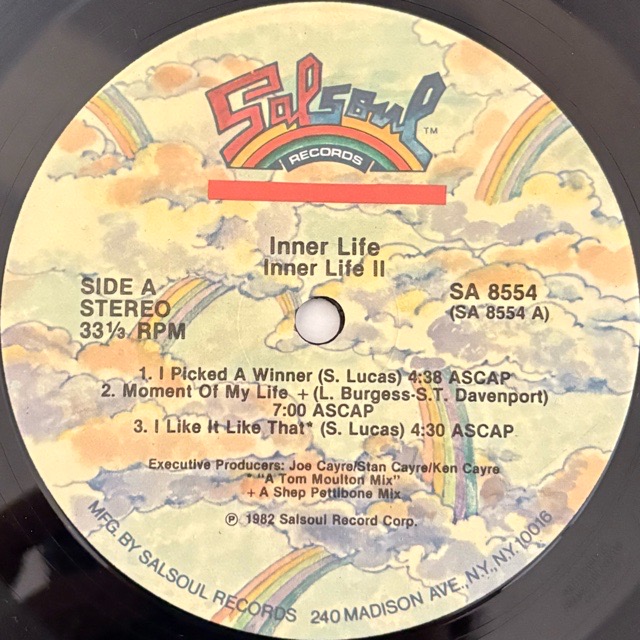 Salsoul™
RECORDS
Inner Life
Inner Life II
SIDE A
STEREO
33⅓ RPM
SA 8554
(SA 8554 A)
1. I Picked A Winner (S. Lucas) 4:38 ASCAP
2. Moment Of My Life + (L. Burgess-S.T. Davenport)
7:00 ASCAP
3. I Like It Like That* (S. Lucas) 4:30 ASCAP
Executive Producers: Joe Cayre/Stan Cayre/Ken Cayre
* "A Tom Moulton Mix"
+ A Shep Pettibone Mix
℗ 1982 Salsoul Record Corp.
MFG. BY SALSOUL RECORDS 240 MADISON AVE., N.Y., N.Y. 10016